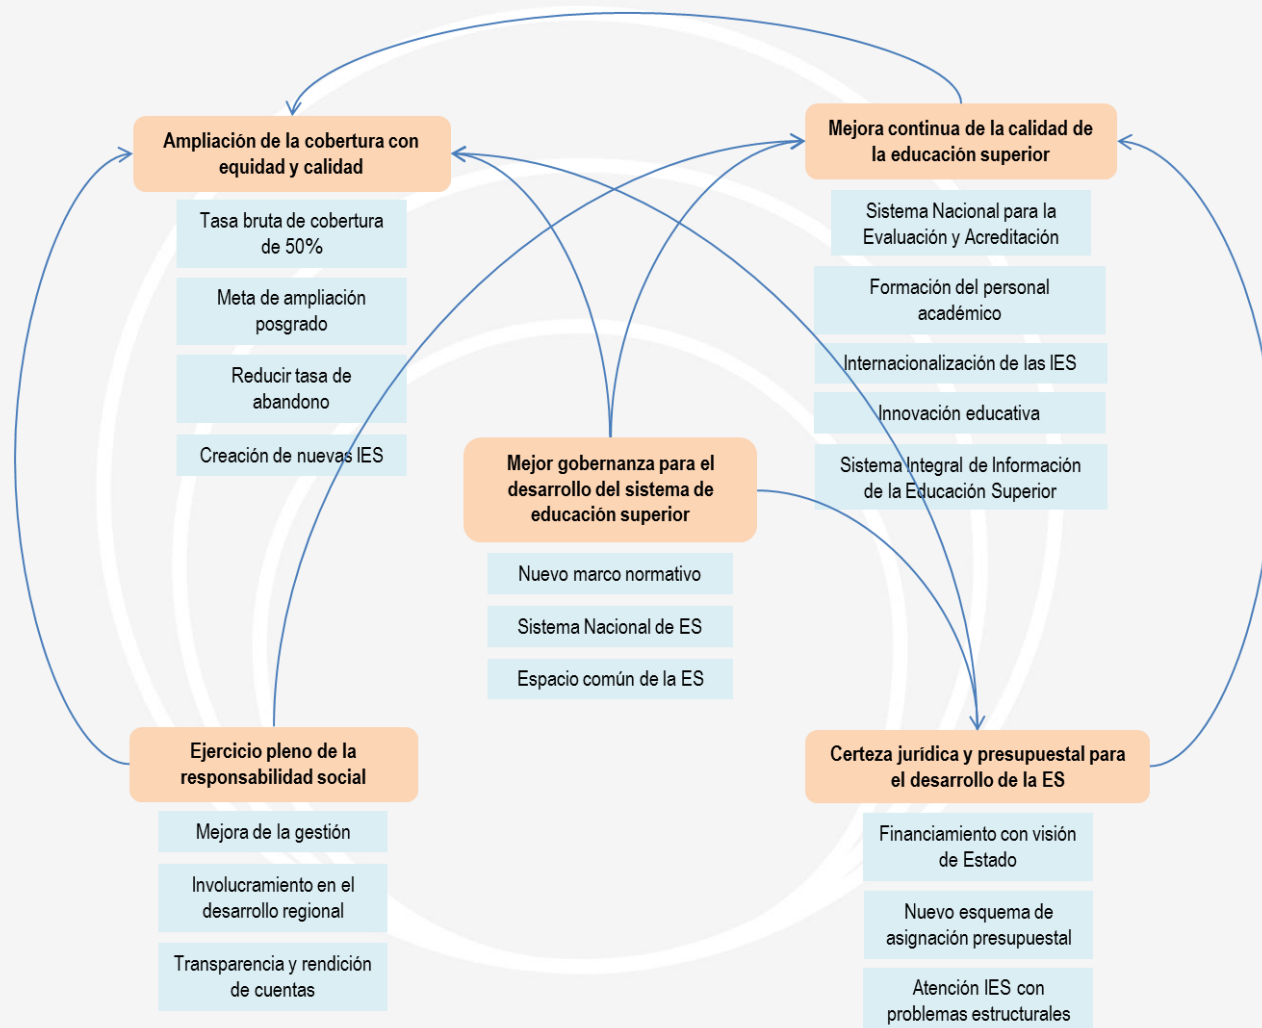 Ampliación de la cobertura con
equidad y calidad
Tasa bruta de cobertura
de 50%
Meta de ampliación
posgrado
Reducir tasa de
abandono
Creación de nuevas IES
Mejora continua de la calidad de
la educación superior
Sistema Nacional para la
Evaluación y Acreditación
Formación del personal
académico
Internacionalización de las IES
Innovación educativa
Sistema Integral de Información
de la Educación Superior
Mejor gobernanza para el
desarrollo del sistema de
educación superior
Nuevo marco normativo
Sistema Nacional de ES
Espacio común de la ES
Ejercicio pleno de la
responsabilidad social
Mejora de la gestión
Involucramiento en el
desarrollo regional
Transparencia y rendición
de cuentas
Certeza jurídica y presupuestal para
el desarrollo de la ES
Financiamiento con visión
de Estado
Nuevo esquema de
asignación presupuestal
Atención IES con
problemas estructurales